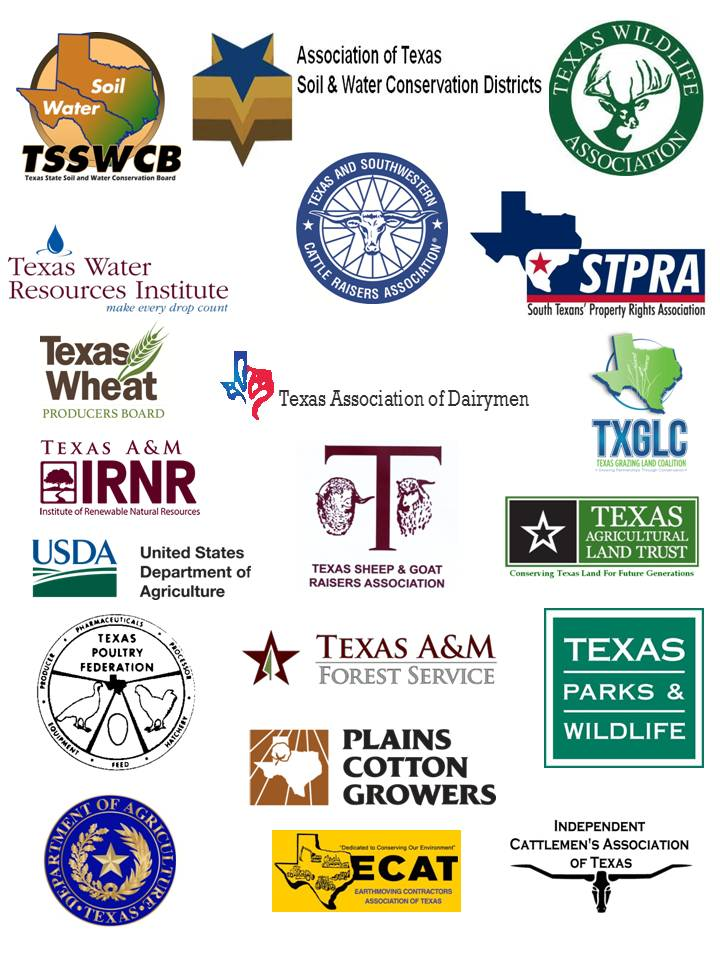 Soil
Water
TSSWCB
Texas State Soil and Water Conservation Board
Association of Texas
Soil & Water Conservation Districts
TEXAS WILDLIFE
ASSOCIATION
TEXAS AND SOUTHWESTERN
CATTLE RAISERS ASSOCIATION®
Texas Water
Resources Institute
make every drop count
STPRA
South Texans' Property Rights Association
Texas
Wheat
PRODUCERS BOARD
Texas Association of Dairymen
TXGLC
TEXAS GRAZING LAND COALITION
Growing Partnerships Through Conservation
TEXAS A&M
IRNR
Institute of Renewable Natural Resources
T
TEXAS SHEEP & GOAT
RAISERS ASSOCIATION
TEXAS
AGRICULTURAL
LAND TRUST
Conserving Texas Land For Future Generations
USDA
United States
Department of
Agriculture
PHARMACEUTICALS
PRODUCER
PROCESSOR
TEXAS
POULTRY
FEDERATION
EQUIPMENT
FEED
HATCHERY
TEXAS A&M
FOREST SERVICE
TEXAS
PARKS &
WILDLIFE
PLAINS
COTTON
GROWERS
DEPARTMENT OF AGRICULTURE
TEXAS
"Dedicated to Conserving Our Environment"
ECAT
EARTHMOVING CONTRACTORS
ASSOCIATION OF TEXAS
INDEPENDENT
CATTLEMEN'S ASSOCIATION
OF TEXAS